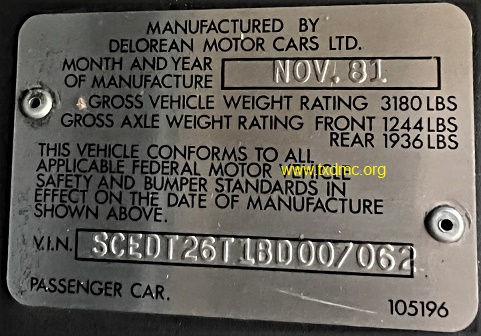 MANUFACTURED BY
DELOREAN MOTOR CARS LTD.
MONTH AND YEAR
OF MANUFACTURE NOV. 81
GROSS VEHICLE WEIGHT RATING 3180 LBS
GROSS AXLE WEIGHT RATING FRONT 1244 LBS
REAR 1936 LBS
THIS VEHICLE CONFORMS TO ALL
APPLICABLE FEDERAL MOTOR VEHICLE
www.txdmc.org
SAFETY AND BUMPER STANDARDS IN
EFFECT ON THE DATE OF MANUFACTURE
SHOWN ABOVE.
V.I.N. SCEDT26T1BD007062
PASSENGER CAR.
105196